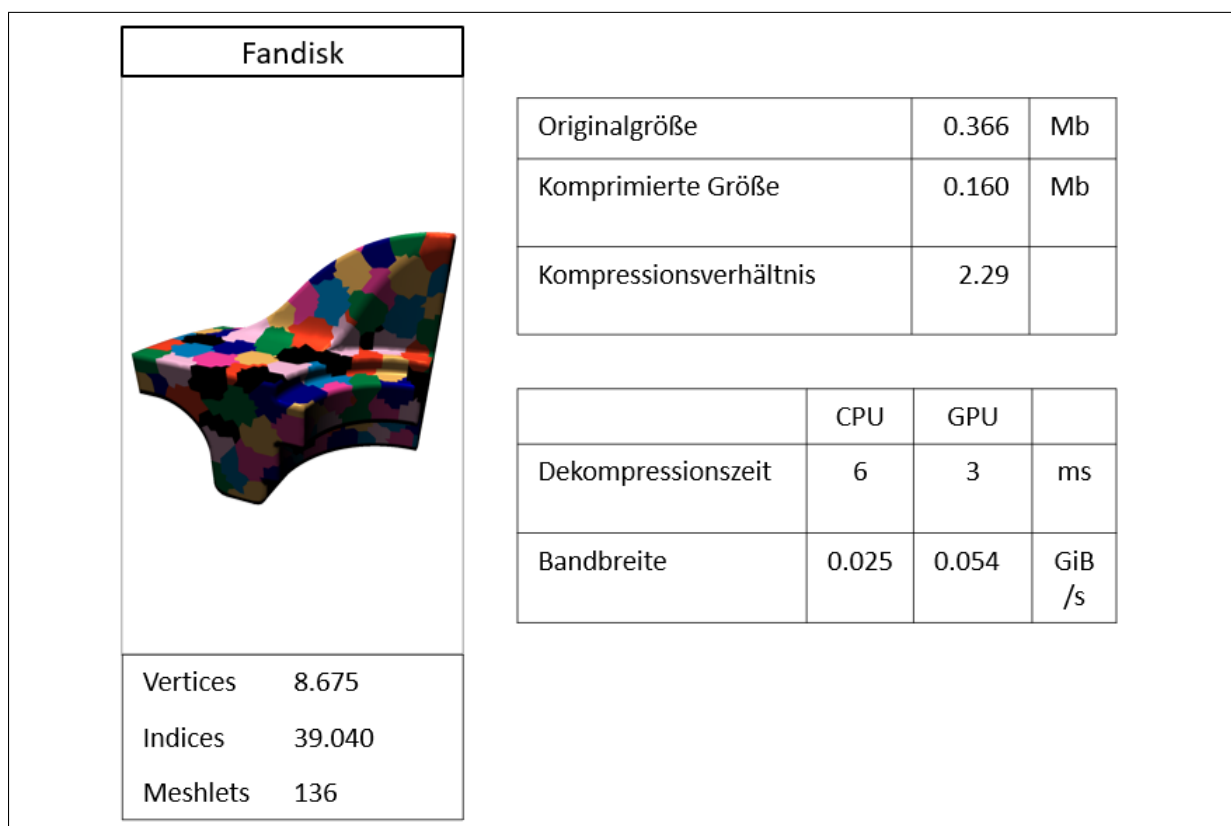 Fandisk
Originalgröße 0.366 Mb
Komprimierte Größe 0.160 Mb
Kompressionsverhältnis 2.29
CPU GPU
Dekompressionszeit 6 3 ms
Bandbreite 0.025 0.054 GiB
/s
Vertices 8.675
Indices 39.040
Meshlets 136